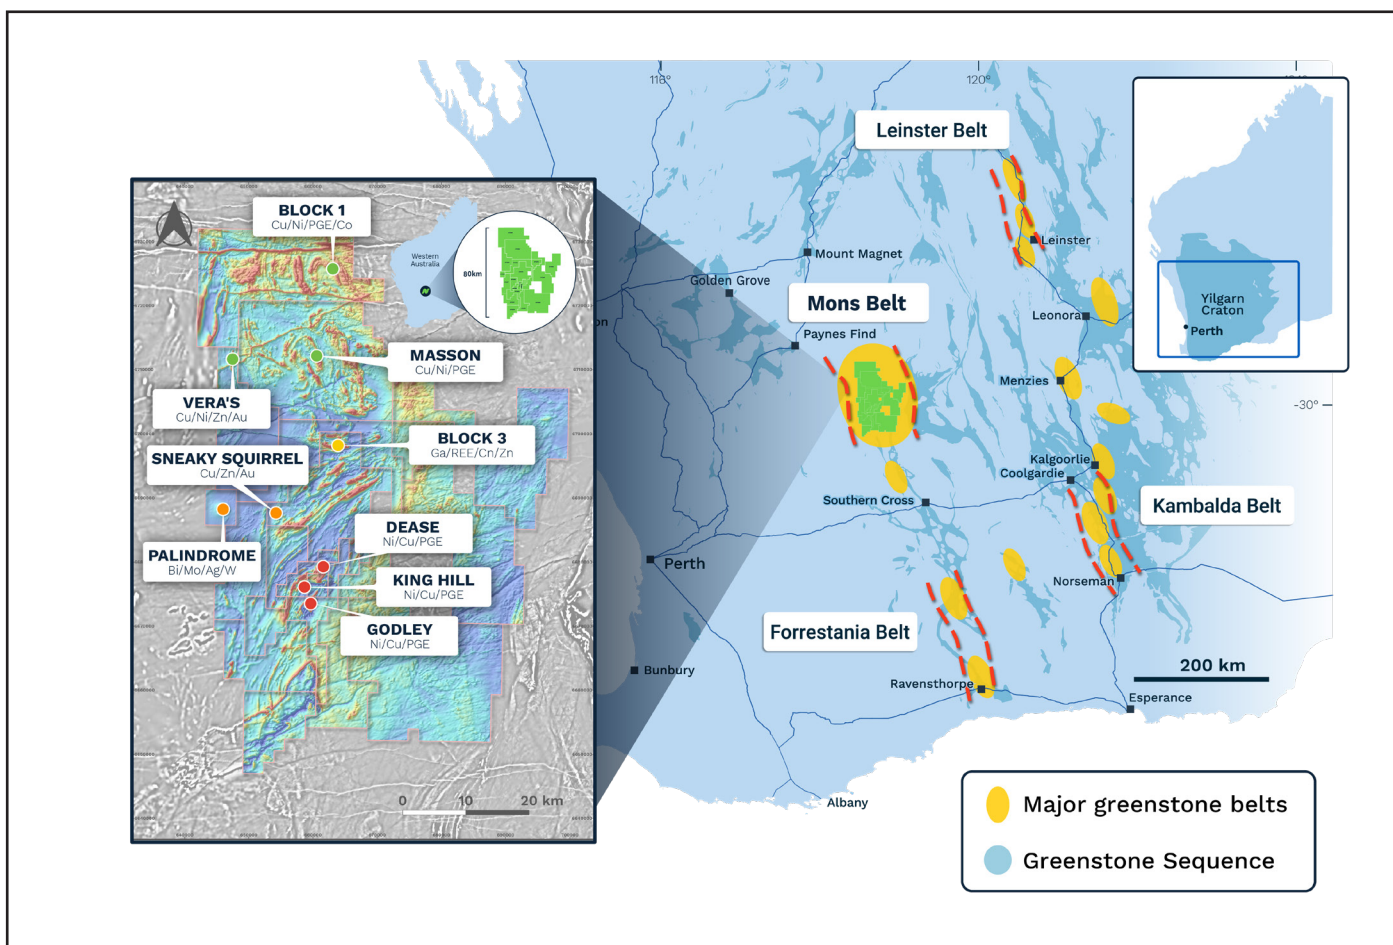 116°
120°
Leinster Belt
Leinster
Mount Magnet
Golden Grove
Mons Belt
Leonora
Paynes Find
Menzies
-30°
Kalgoorlie
Coolgardie
Southern Cross
Kambalda Belt
Perth
Norseman
Forrestania Belt
Bunbury
Ravensthorpe
200 km
Esperance
Albany
Yilgarn
Craton
Perth
BLOCK 1
Cu/Ni/PGE/Co
Western
Australia
80km
MASSON
Cu/Ni/PGE
VERA'S
Cu/Ni/Zn/Au
BLOCK 3
Ga/REE/Cn/Zn
SNEAKY SQUIRREL
Cu/Zn/Au
DEASE
Ni/Cu/PGE
PALINDROME
Bi/Mo/Ag/W
KING HILL
Ni/Cu/PGE
GODLEY
Ni/Cu/PGE
0 10 20 km
Major greenstone belts
Greenstone Sequence